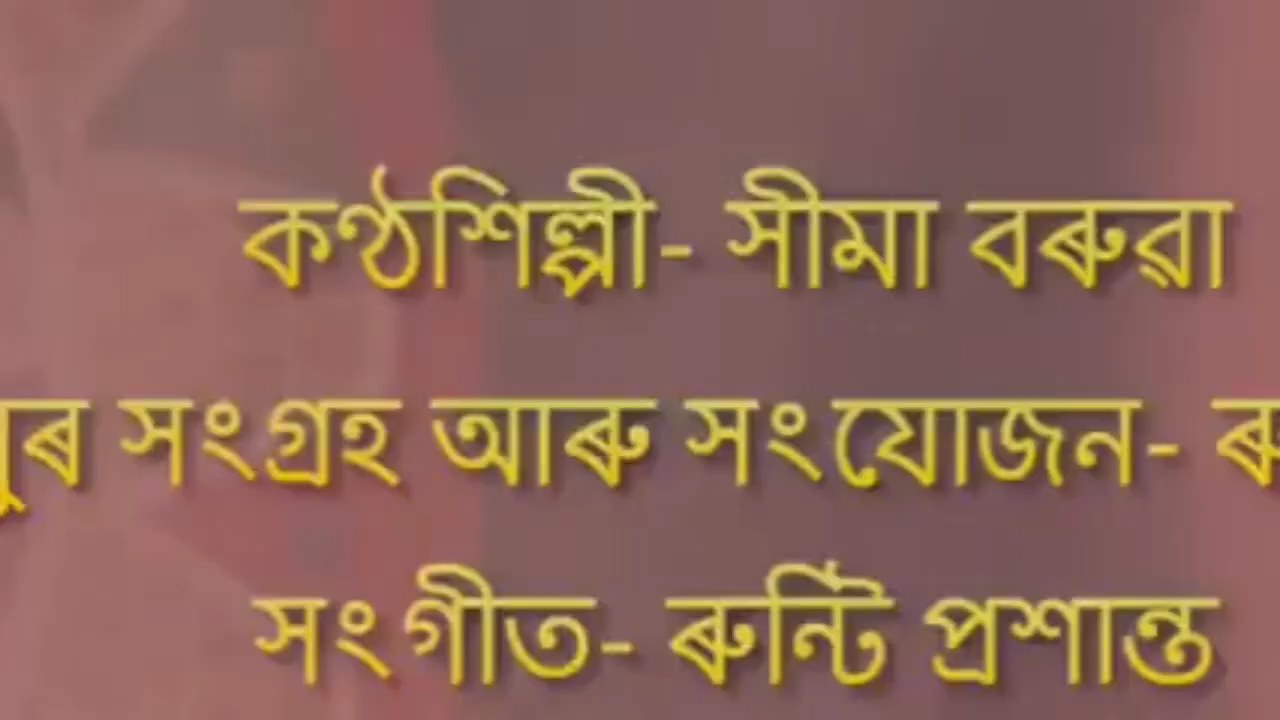 কণ্ঠশিল্পী- সীমা বৰুৱা
সংগ্ৰহ আৰু সংযোজন-
সংগীত- ৰুন্টি প্ৰশান্ত